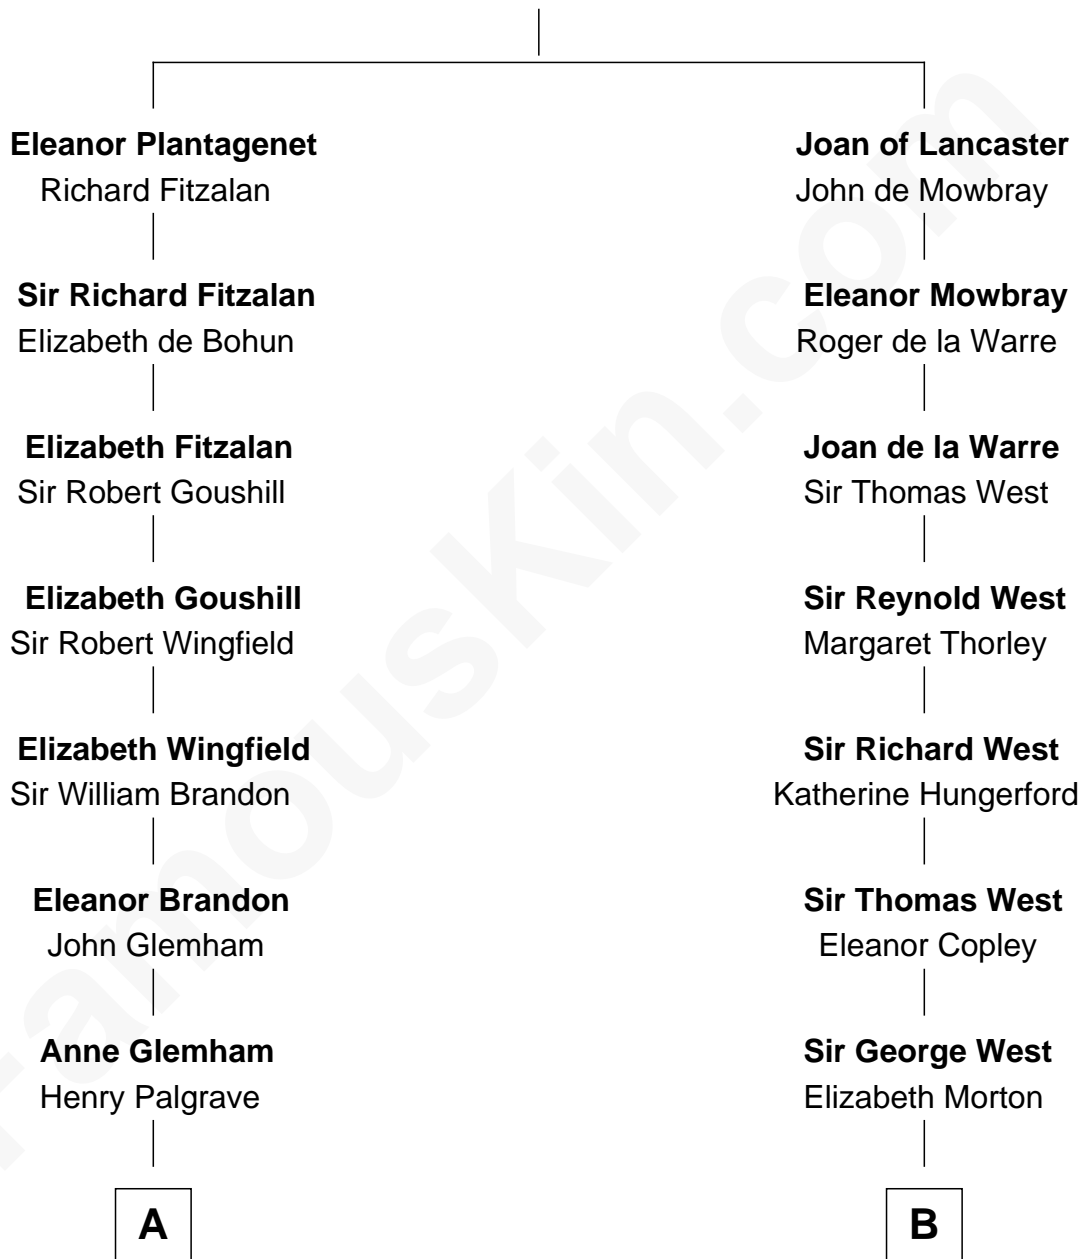 Eleanor Plantagenet
Richard Fitzalan
Sir Richard Fitzalan
Elizabeth de Bohun
Elizabeth Fitzalan
Sir Robert Goushill
Elizabeth Goushill
Sir Robert Wingfield
Elizabeth Wingfield
Sir William Brandon
Eleanor Brandon
John Glemham
Anne Glemham
Henry Palgrave
A
Joan of Lancaster
John de Mowbray
Eleanor Mowbray
Roger de la Warre
Joan de la Warre
Sir Thomas West
Sir Reynold West
Margaret Thorley
Sir Richard West
Katherine Hungerford
Sir Thomas West
Eleanor Copley
Sir George West
Elizabeth Morton
B
FamousKin.com